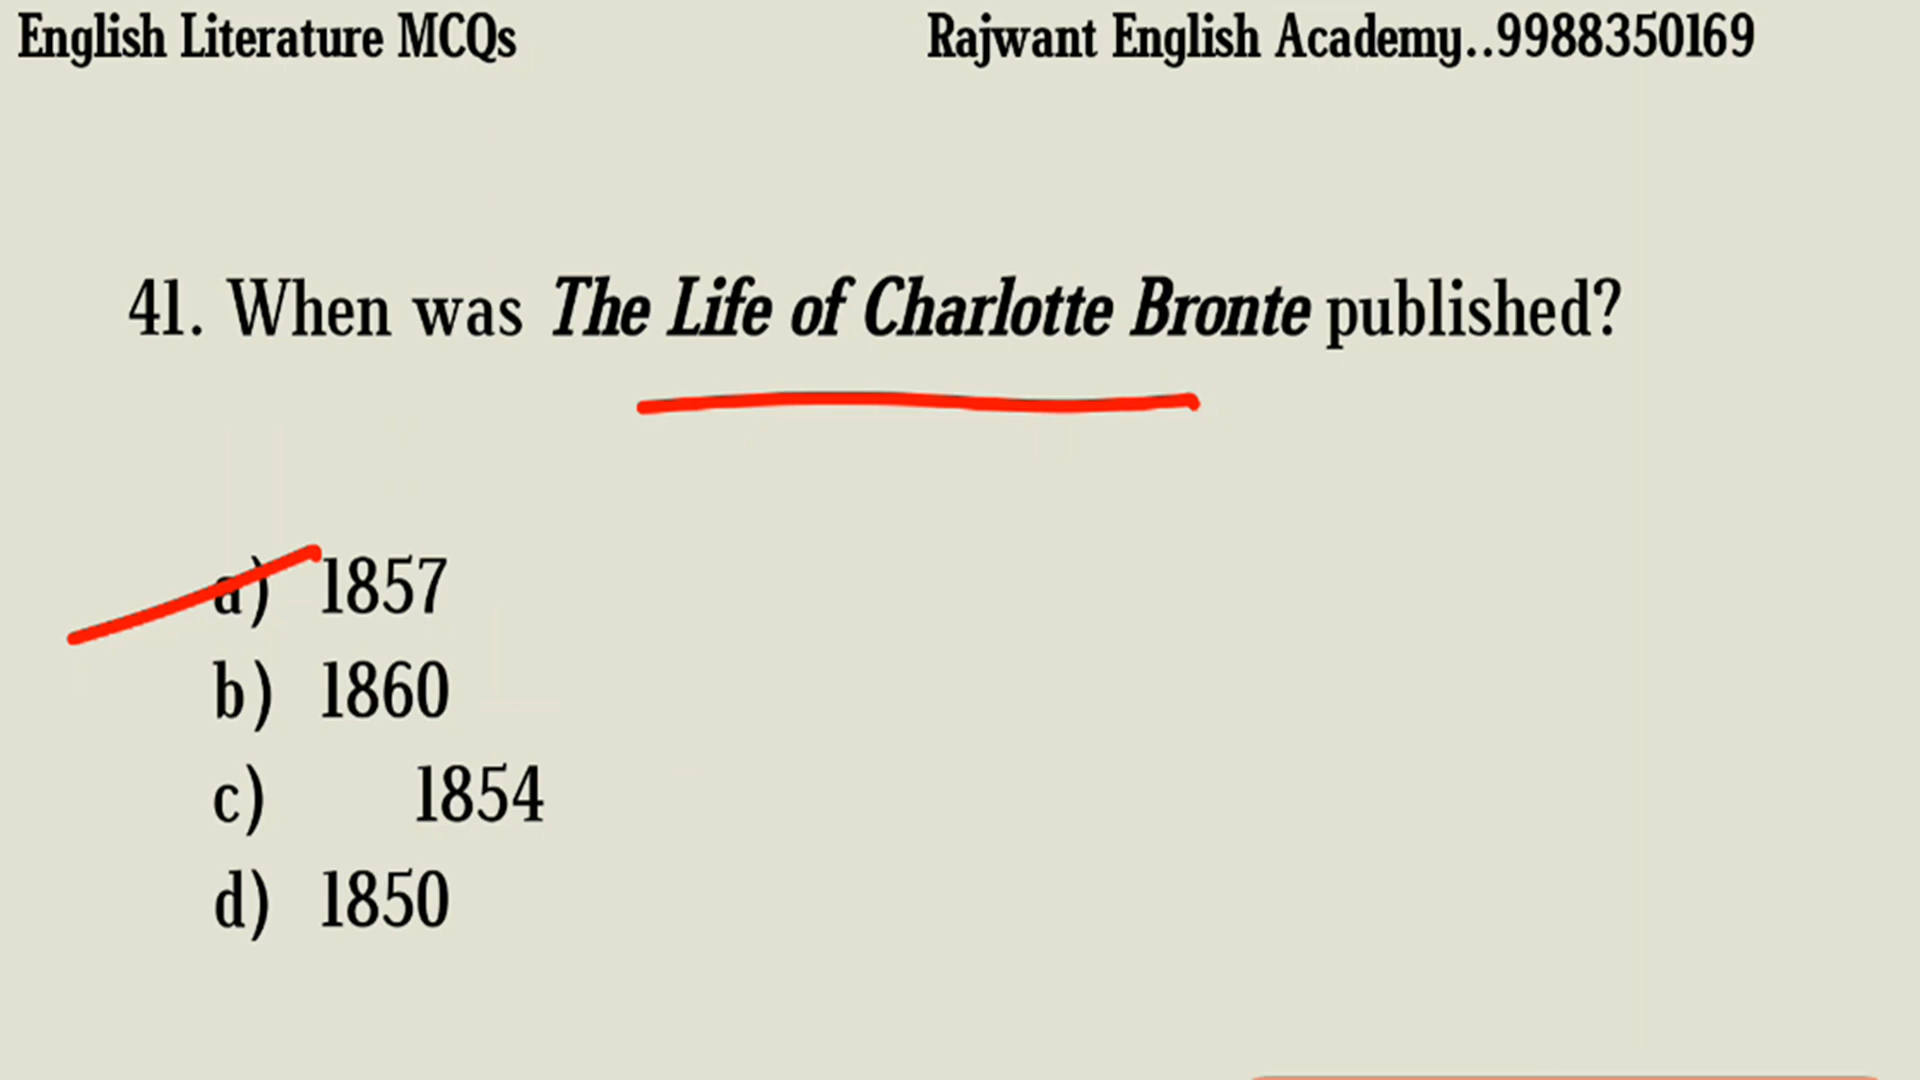 English Literature MCQs Rajwant English Academy..9988350169
41. When was The Life of Charlotte Bronte published?
a) 1857
b) 1860
c) 1854
d) 1850